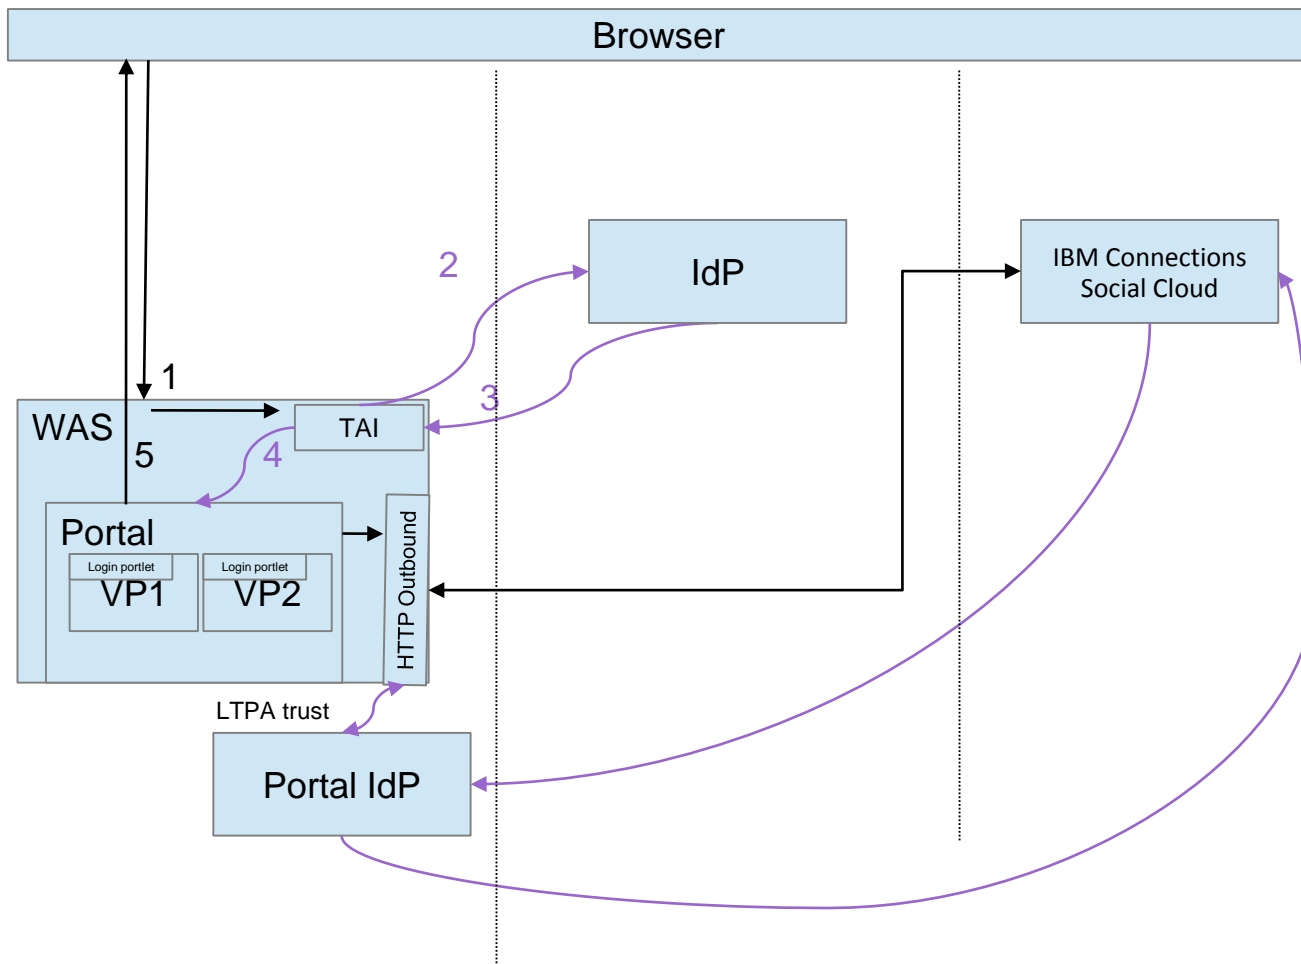 Browser
2
IdP
IBM Connections
Social Cloud
1
3
WAS
TAI
5
4
Portal
Login portlet
Login portlet
VP1
VP2
HTTP Outbound
LTPA trust
Portal IdP